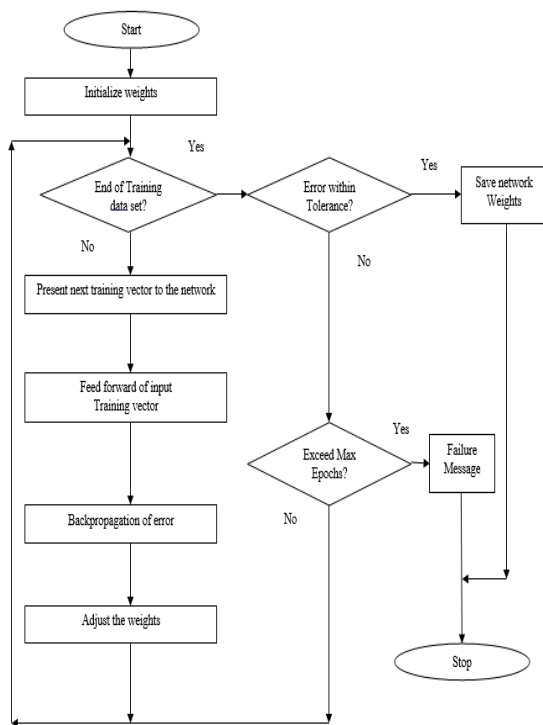 Start
Initialize weights
Yes
End of Training
data set?
Error within
Tolerance?
Yes
Save network
Weights
No
No
Present next training vector to the network
Feed forward of input
Training vector
Yes
Exceed Max
Epochs?
Failure
Message
No
Backpropagation of error
Adjust the weights
Stop